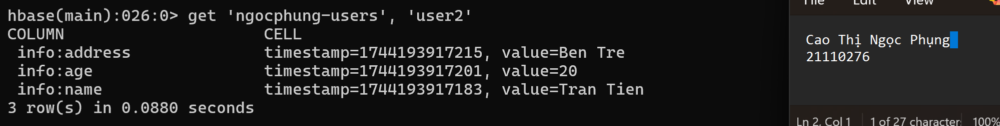 hbase(main):026:0> get 'ngocphung-users', 'user2'
COLUMN CELL
info:address timestamp=1744193917215, value=Ben Tre
info:age timestamp=1744193917201, value=20
info:name timestamp=1744193917183, value=Tran Tien
3 row(s) in 0.0880 seconds
File Edit View
Cao Thị Ngọc Phụng
21110276
Ln 2, Col 1 1 of 27 character 100%